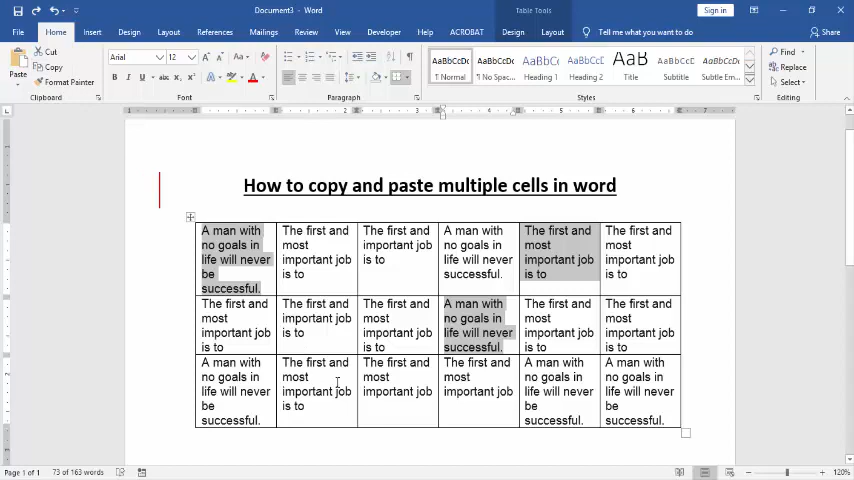 Document3 - Word
Table Tools
Sign in
File Home Insert Draw Design Layout References Mailings Review View Developer Help ACROBAT Design Layout Tell me what you want to do Share
Paste
Cut
Copy
Format Painter
Clipboard
Arial 12
Font
Paragraph
AaBbCcDc AaBbCcDc AaBbCc AaBbCcC AaB AaBbCcC AaBbCcDc
¶ Normal ¶ No Spac... Heading 1 Heading 2 Title Subtitle Subtle Em...
Styles
Find
Replace
Select
Editing
1 1 2 3 4 5 6 7
How to copy and paste multiple cells in word
A man with
no goals in
life will never
be
successful.
The first and
most
important job
is to
The first and
important job
is to
A man with
no goals in
life will never
successful.
The first and
most
important job
is to
The first and
most
important job
is to
The first and
most
important job
is to
The first and
important job
is to
The first and
most
important job
is to
A man with
no goals in
life will never
successful.
The first and
most
important job
is to
The first and
most
important job
is to
A man with
no goals in
life will never
be
successful.
The first and
most
important job
is to
The first and
most
important job
The first and
most
important job
A man with
no goals in
life will never
be
successful.
A man with
no goals in
life will never
be
successful.
Page 1 of 1 73 of 163 words 120%